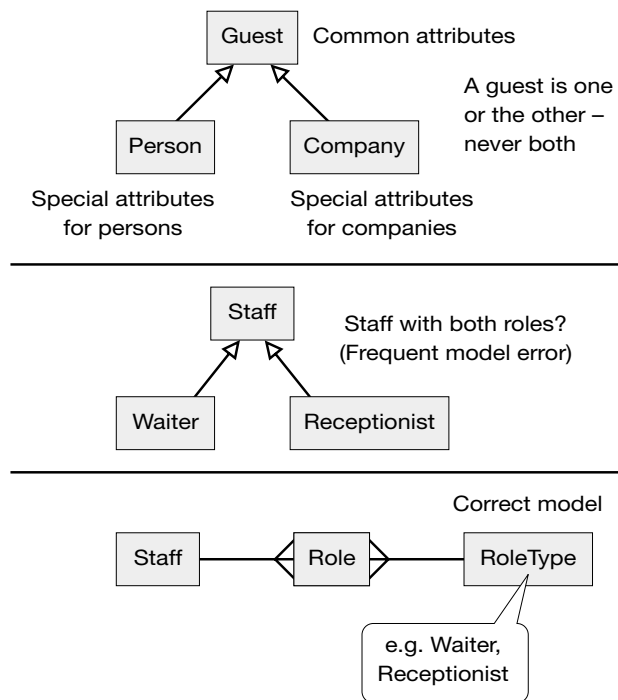 Guest
Common attributes
A guest is one
or the other –
never both
Person
Company
Special attributes
for persons
Special attributes
for companies
Staff
Staff with both roles?
(Frequent model error)
Waiter
Receptionist
Correct model
Staff
Role
RoleType
e.g. Waiter,
Receptionist